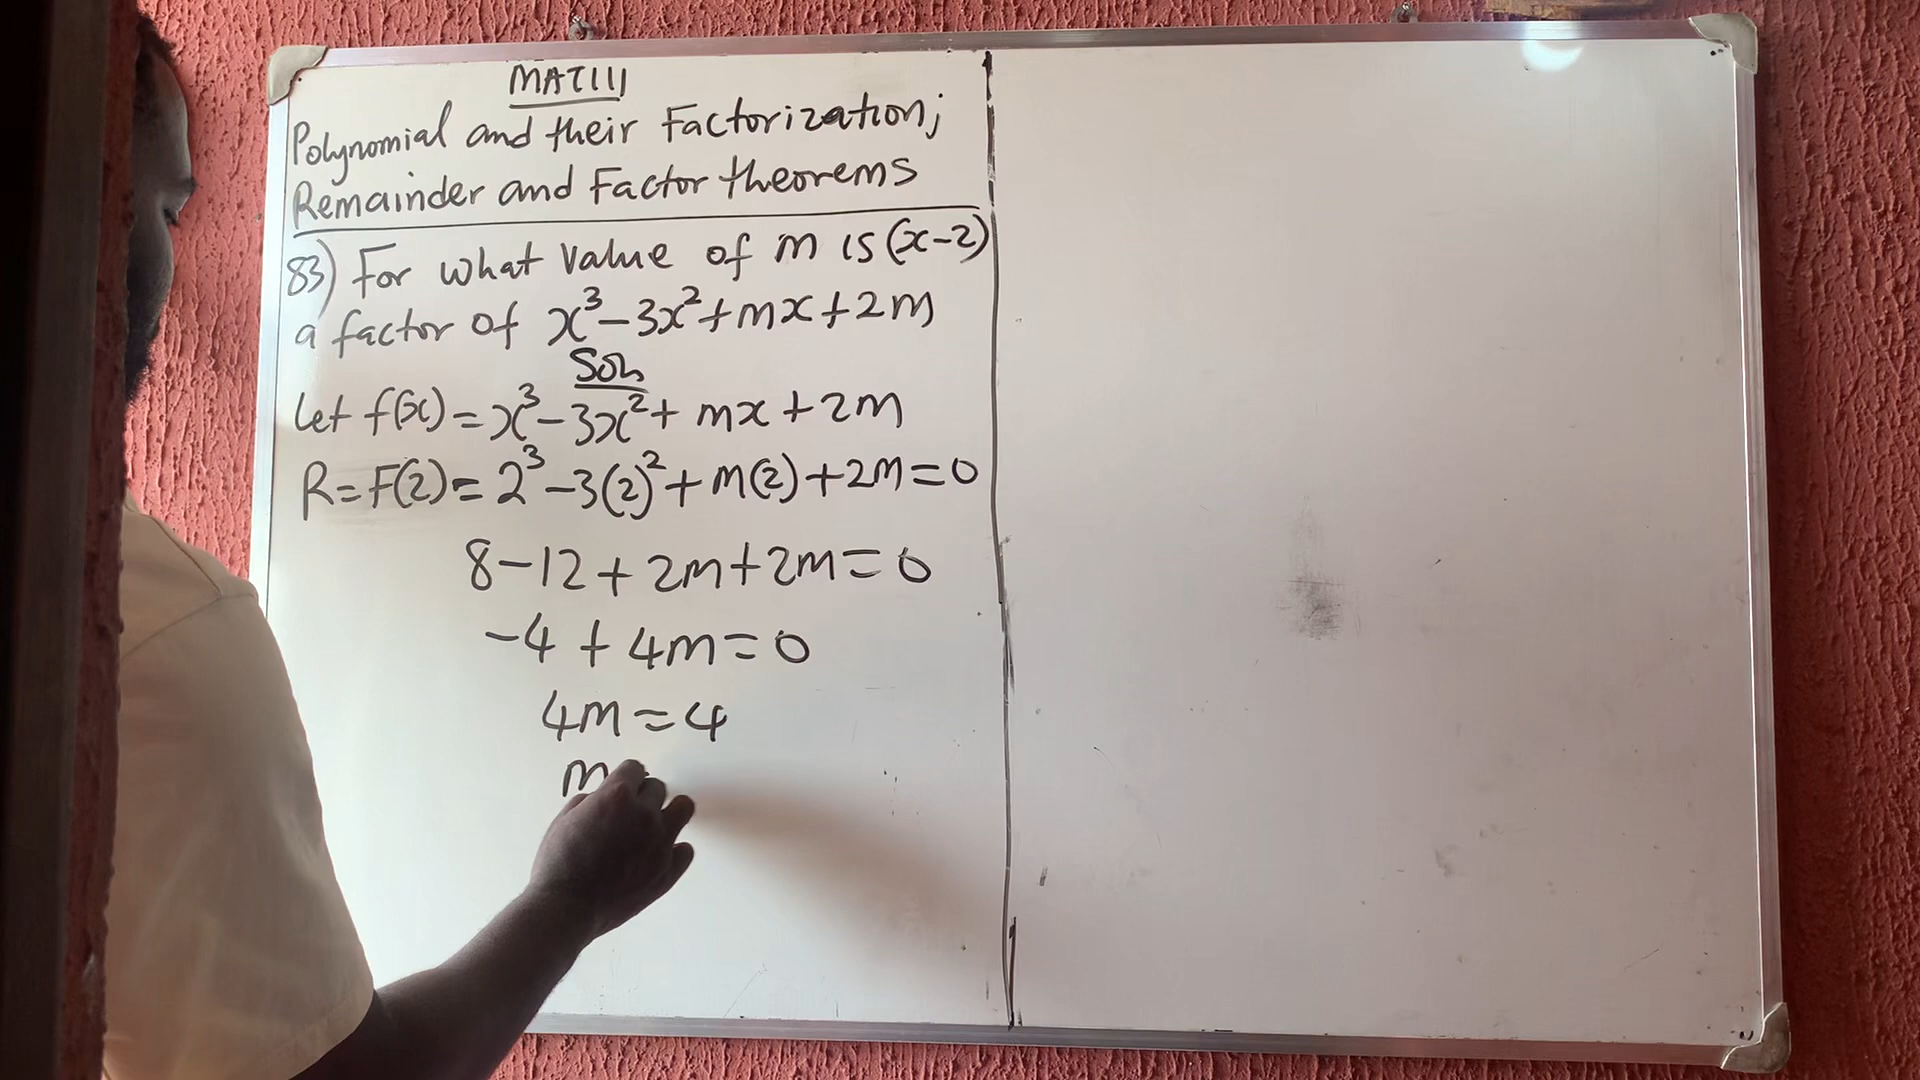 MAT111
Polynomial and their Factorization;
Remainder and Factor theorems
83) For what value of m is (x-2)
a factor of x³-3x²+mx+2m
Soln
Let f(x) = x³-3x²+mx+2m
R=F(2)= 2³-3(2)²+m(2)+2m=0
8-12+2m+2m=0
-4+4m=0
4m=4
m